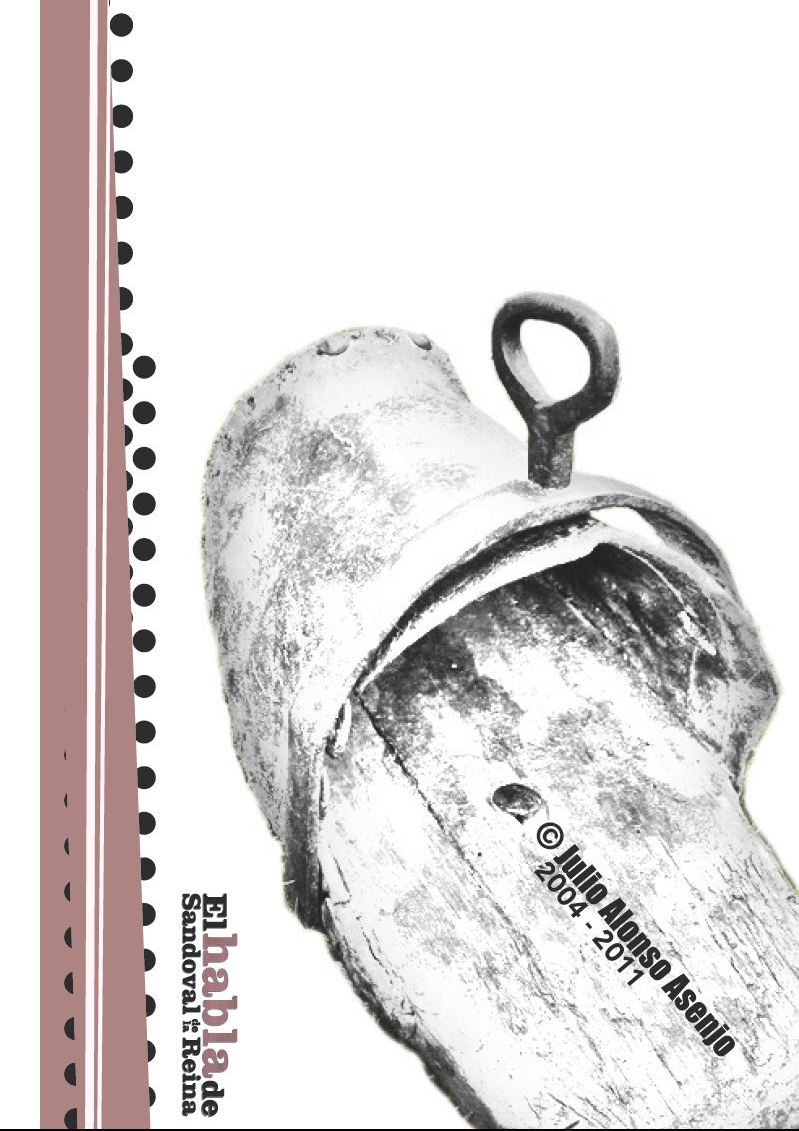 El habla de
Sandoval de la Reina
© Julio Alonso Asenjo
2004 - 2011